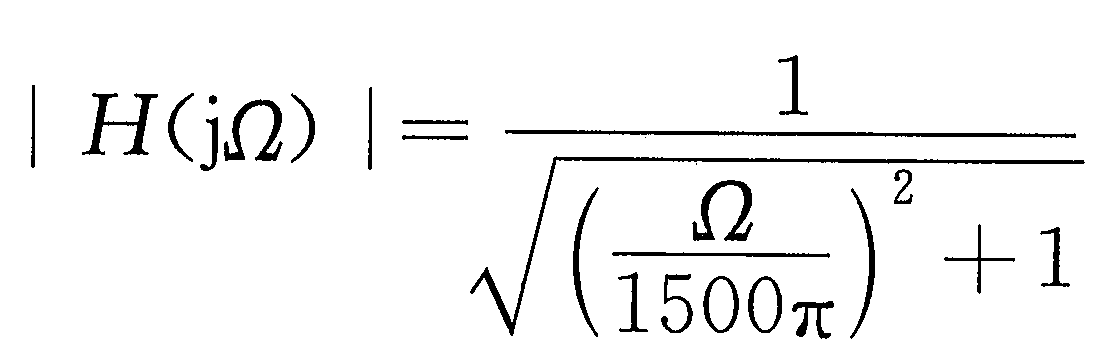 | H(jΩ) | = 1 / √((Ω / 1500π)² + 1)